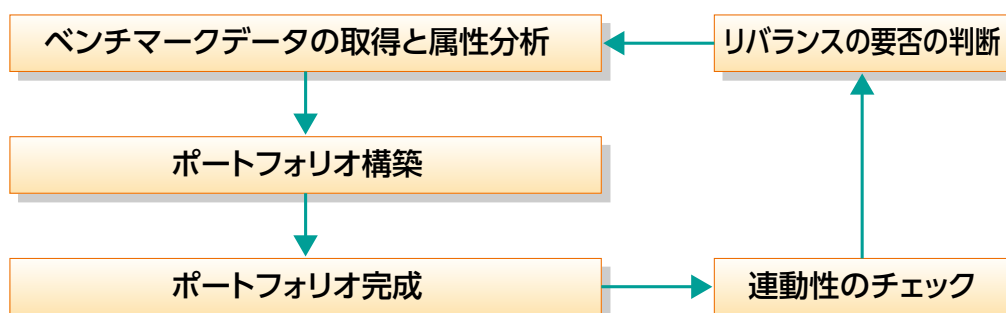 ベンチマークデータの取得と属性分析
リバランスの要否の判断
ポートフォリオ構築
ポートフォリオ完成
連動性のチェック